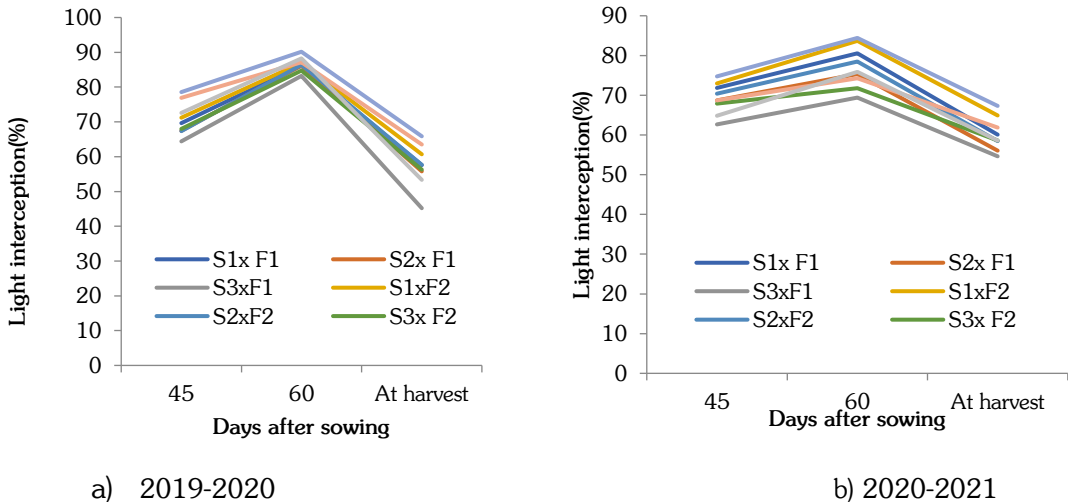 100
90
80
70
60
50
40
30
20
10
0
Light interception(%)
S1x F1 S2x F1
S3xF1 S1xF2
S2xF2 S3x F2
45 60 At harvest
Days after sowing
a) 2019-2020
90
80
70
60
50
40
30
20
10
0
Light interception(%)
S1x F1 S2x F1
S3xF1 S1xF2
S2xF2 S3x F2
45 60 At harvest
Days after sowing
b) 2020-2021